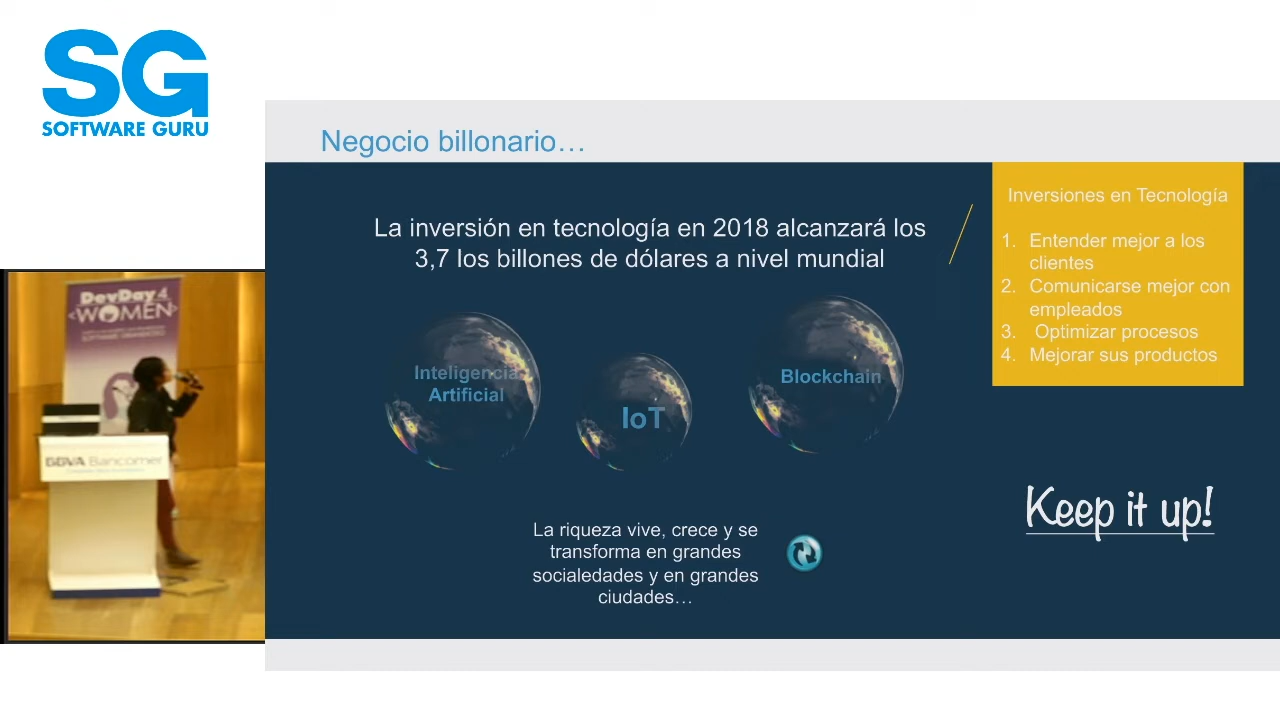 SG
SOFTWARE GURU
Negocio billonario…
La inversión en tecnología en 2018 alcanzará los
3,7 los billones de dólares a nivel mundial
Inversiones en Tecnología
1. Entender mejor a los
clientes
2. Comunicarse mejor con
empleados
3. Optimizar procesos
4. Mejorar sus productos
Inteligencia
Artificial
IoT
Blockchain
DevDay4
<WOMEN>
BBVA Bancomer
Keep it up!
La riqueza vive, crece y se
transforma en grandes
socialedades y en grandes
ciudades…